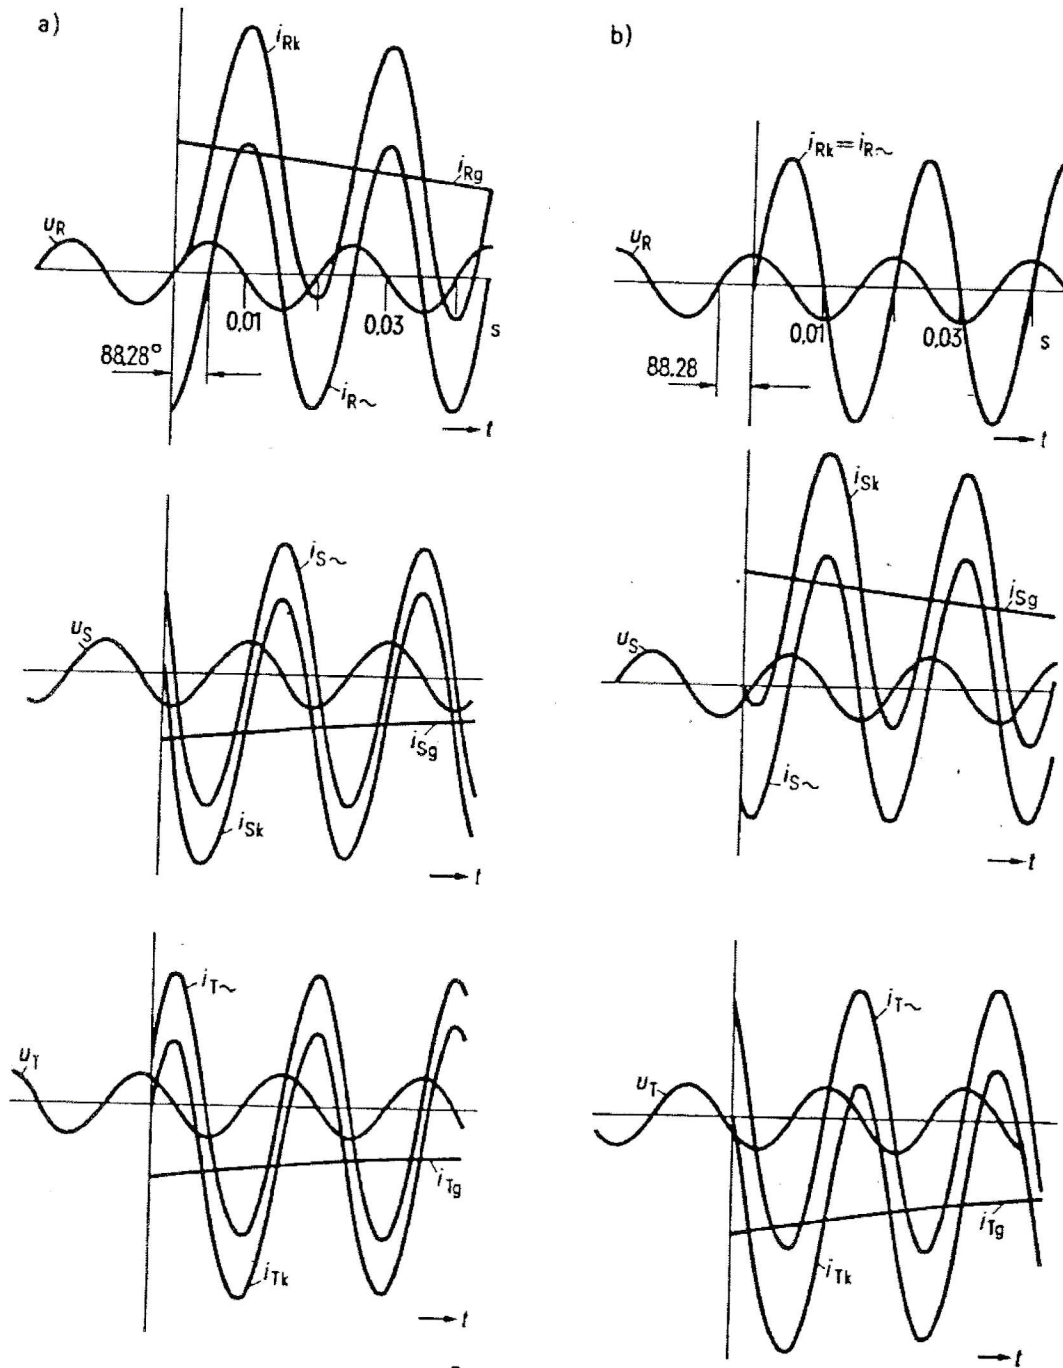 a)
i_Rk
i_Rg
u_R
0,01
0,03
s
88.28°
i_R~
t
b)
i_Rk = i_R~
u_R
0,01
0,03
s
88.28
t
i_S~
u_S
i_Sg
i_Sk
t
i_Sk
i_Sg
u_S
i_S~
t
i_T~
u_T
i_Tg
i_Tk
t
i_T~
u_T
i_Tg
i_Tk
t